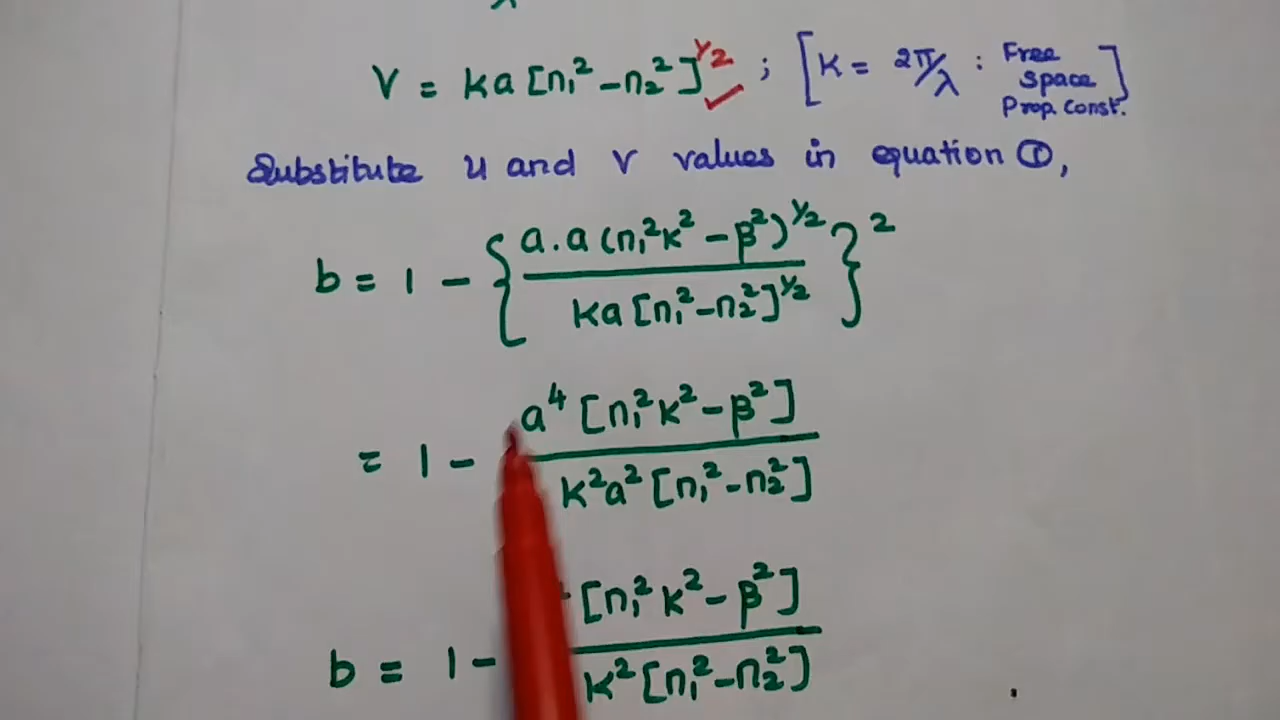 V = ka [n₁² - n₂²]^½ ; [K = 2π/λ : Free Space Prop. Const.]
Substitute u and V values in equation ①,
b = 1 - { a.a (n₁²k² - β²)^½ / ka [n₁² - n₂²]^½ }²
= 1 - a⁴ [n₁²k² - β²] / k²a² [n₁² - n₂²]
b = 1 - [n₁²k² - β²] / k² [n₁² - n₂²]